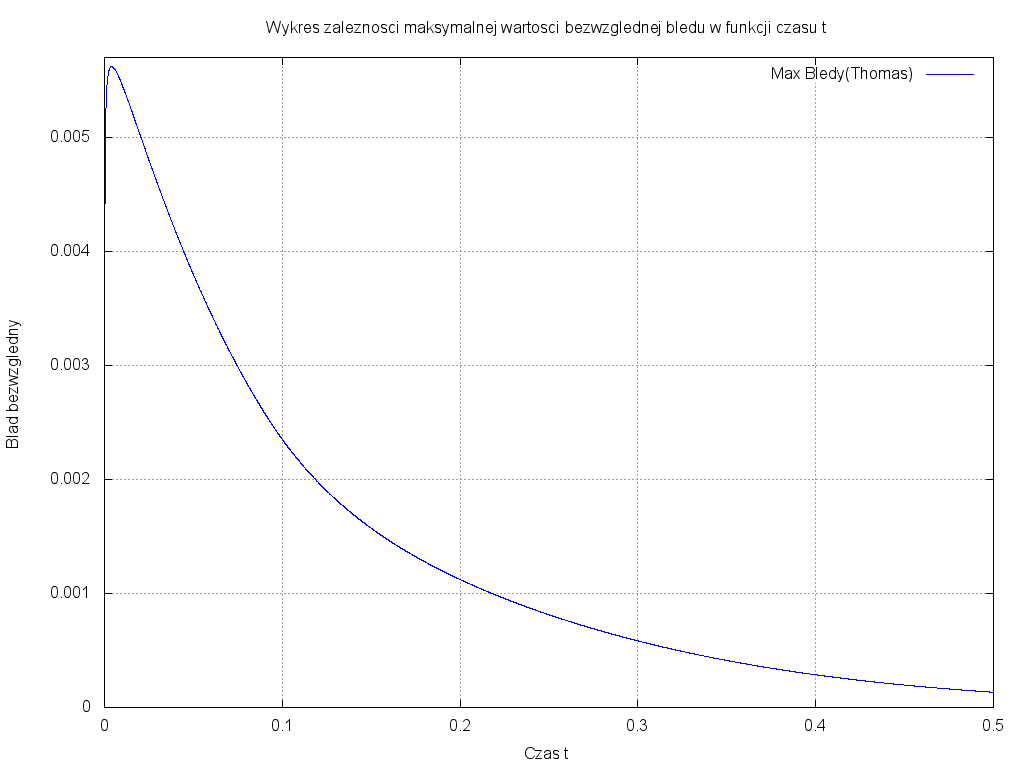 Wykres zaleznosci maksymalnej wartosci bezwzglednej bledu w funkcji czasu t
Max Bledy(Thomas)
0.005
0.004
0.003
0.002
0.001
0
Blad bezwzgledny
0 0.1 0.2 0.3 0.4 0.5
Czas t